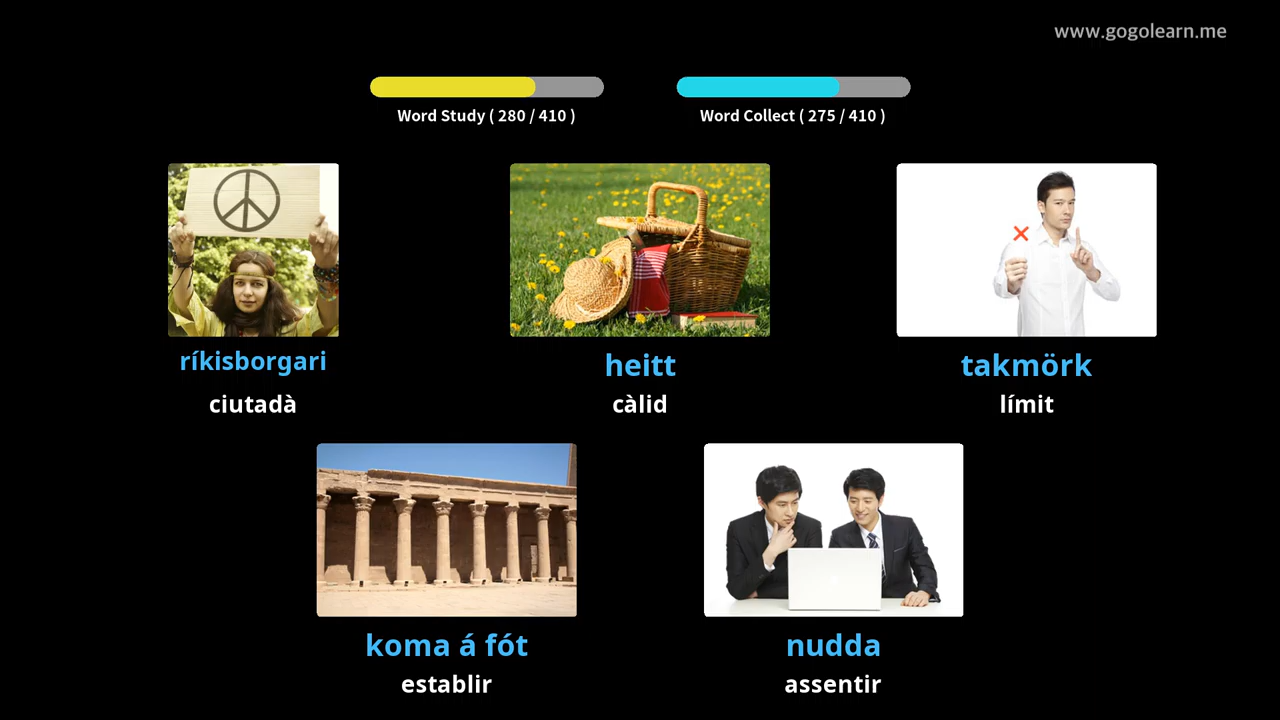 www.gogolearn.me
Word Study ( 280 / 410 )
Word Collect ( 275 / 410 )
ríkisborgari
ciutadà
heitt
càlid
takmörk
límit
koma á fót
establir
nudda
assentir